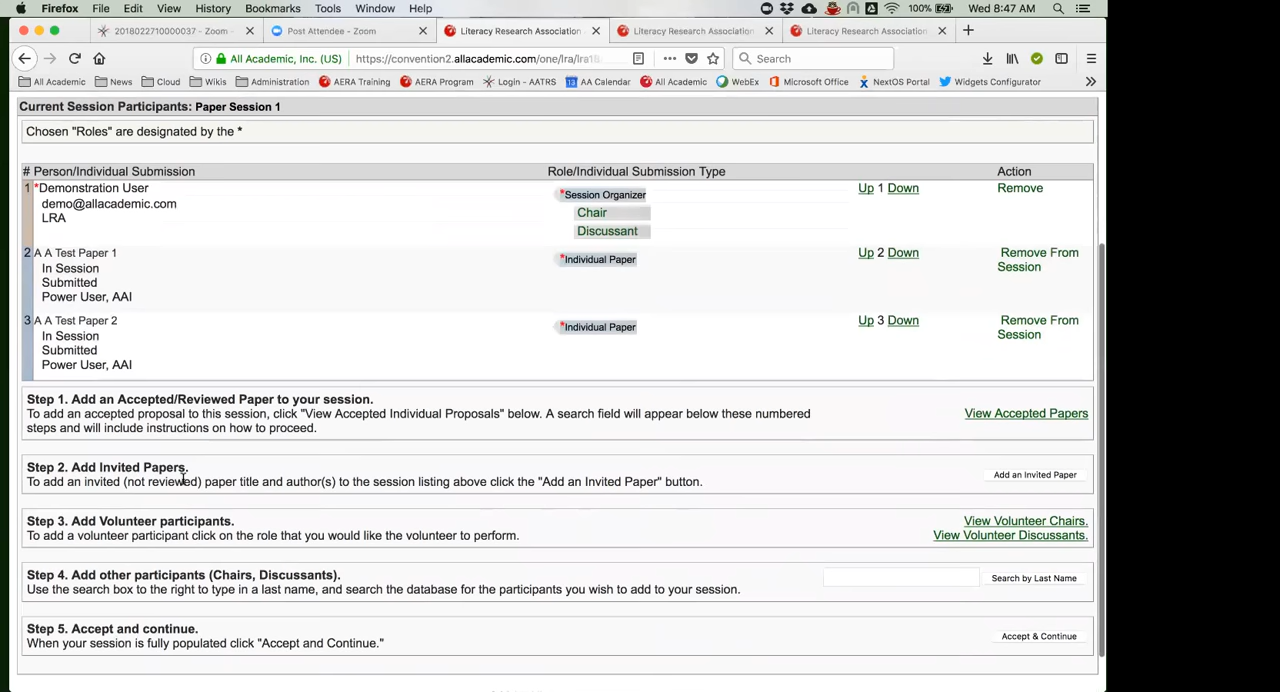 Firefox File Edit View History Bookmarks Tools Window Help 100% Wed 8:47 AM
2018022710000037 - Zoom Post Attendee - Zoom Literacy Research Association Literacy Research Association Literacy Research Association
All Academic, Inc. (US) https://convention2.allacademic.com/one/lra/lra18 Search
All Academic News Cloud Wikis Administration AERA Training AERA Program Login - AATRS AA Calendar All Academic WebEx Microsoft Office NextOS Portal Widgets Configurator
Current Session Participants: Paper Session 1
Chosen "Roles" are designated by the *
# Person/Individual Submission Role/Individual Submission Type Action
1 *Demonstration User *Session Organizer Up 1 Down Remove
demo@allacademic.com Chair
LRA Discussant
2 A A Test Paper 1 *Individual Paper Up 2 Down Remove From
In Session Session
Submitted
Power User, AAI
3 A A Test Paper 2 *Individual Paper Up 3 Down Remove From
In Session Session
Submitted
Power User, AAI
Step 1. Add an Accepted/Reviewed Paper to your session.
To add an accepted proposal to this session, click "View Accepted Individual Proposals" below. A search field will appear below these numbered View Accepted Papers
steps and will include instructions on how to proceed.
Step 2. Add Invited Papers.
To add an invited (not reviewed) paper title and author(s) to the session listing above click the "Add an Invited Paper" button. Add an Invited Paper
Step 3. Add Volunteer participants. View Volunteer Chairs.
To add a volunteer participant click on the role that you would like the volunteer to perform. View Volunteer Discussants.
Step 4. Add other participants (Chairs, Discussants). Search by Last Name
Use the search box to the right to type in a last name, and search the database for the participants you wish to add to your session.
Step 5. Accept and continue. Accept & Continue
When your session is fully populated click "Accept and Continue."